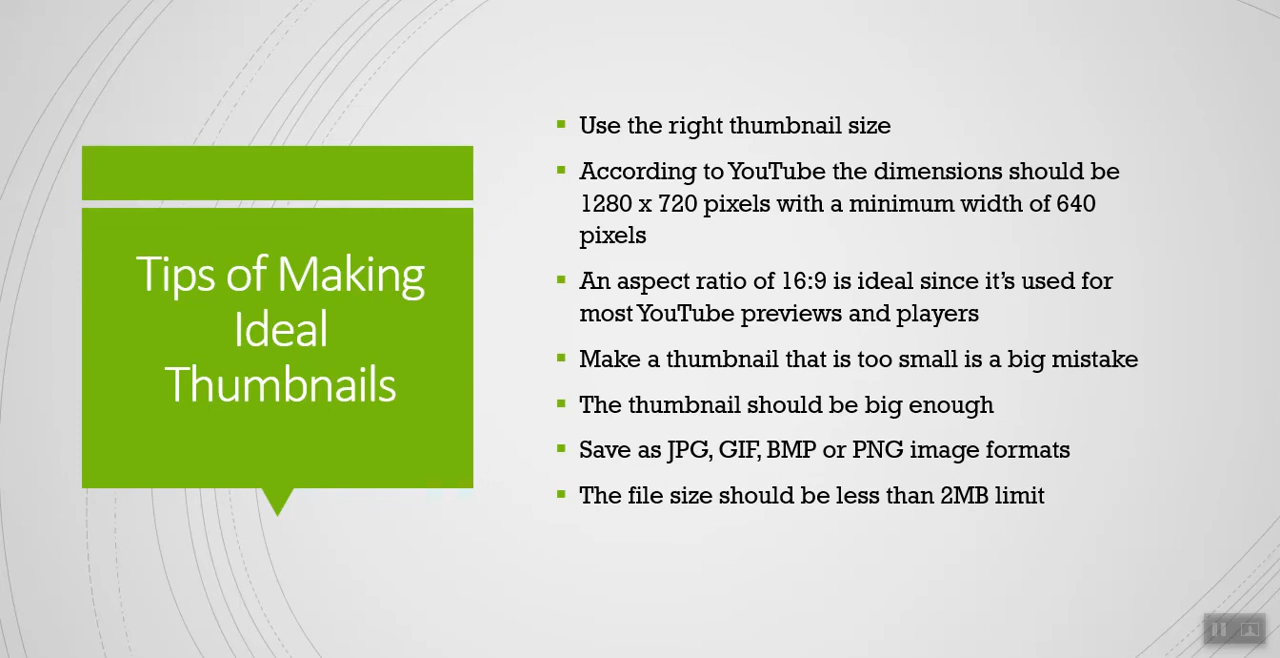 Tips of Making
Ideal
Thumbnails
Use the right thumbnail size
According to YouTube the dimensions should be
1280 x 720 pixels with a minimum width of 640
pixels
An aspect ratio of 16:9 is ideal since it’s used for
most YouTube previews and players
Make a thumbnail that is too small is a big mistake
The thumbnail should be big enough
Save as JPG, GIF, BMP or PNG image formats
The file size should be less than 2MB limit